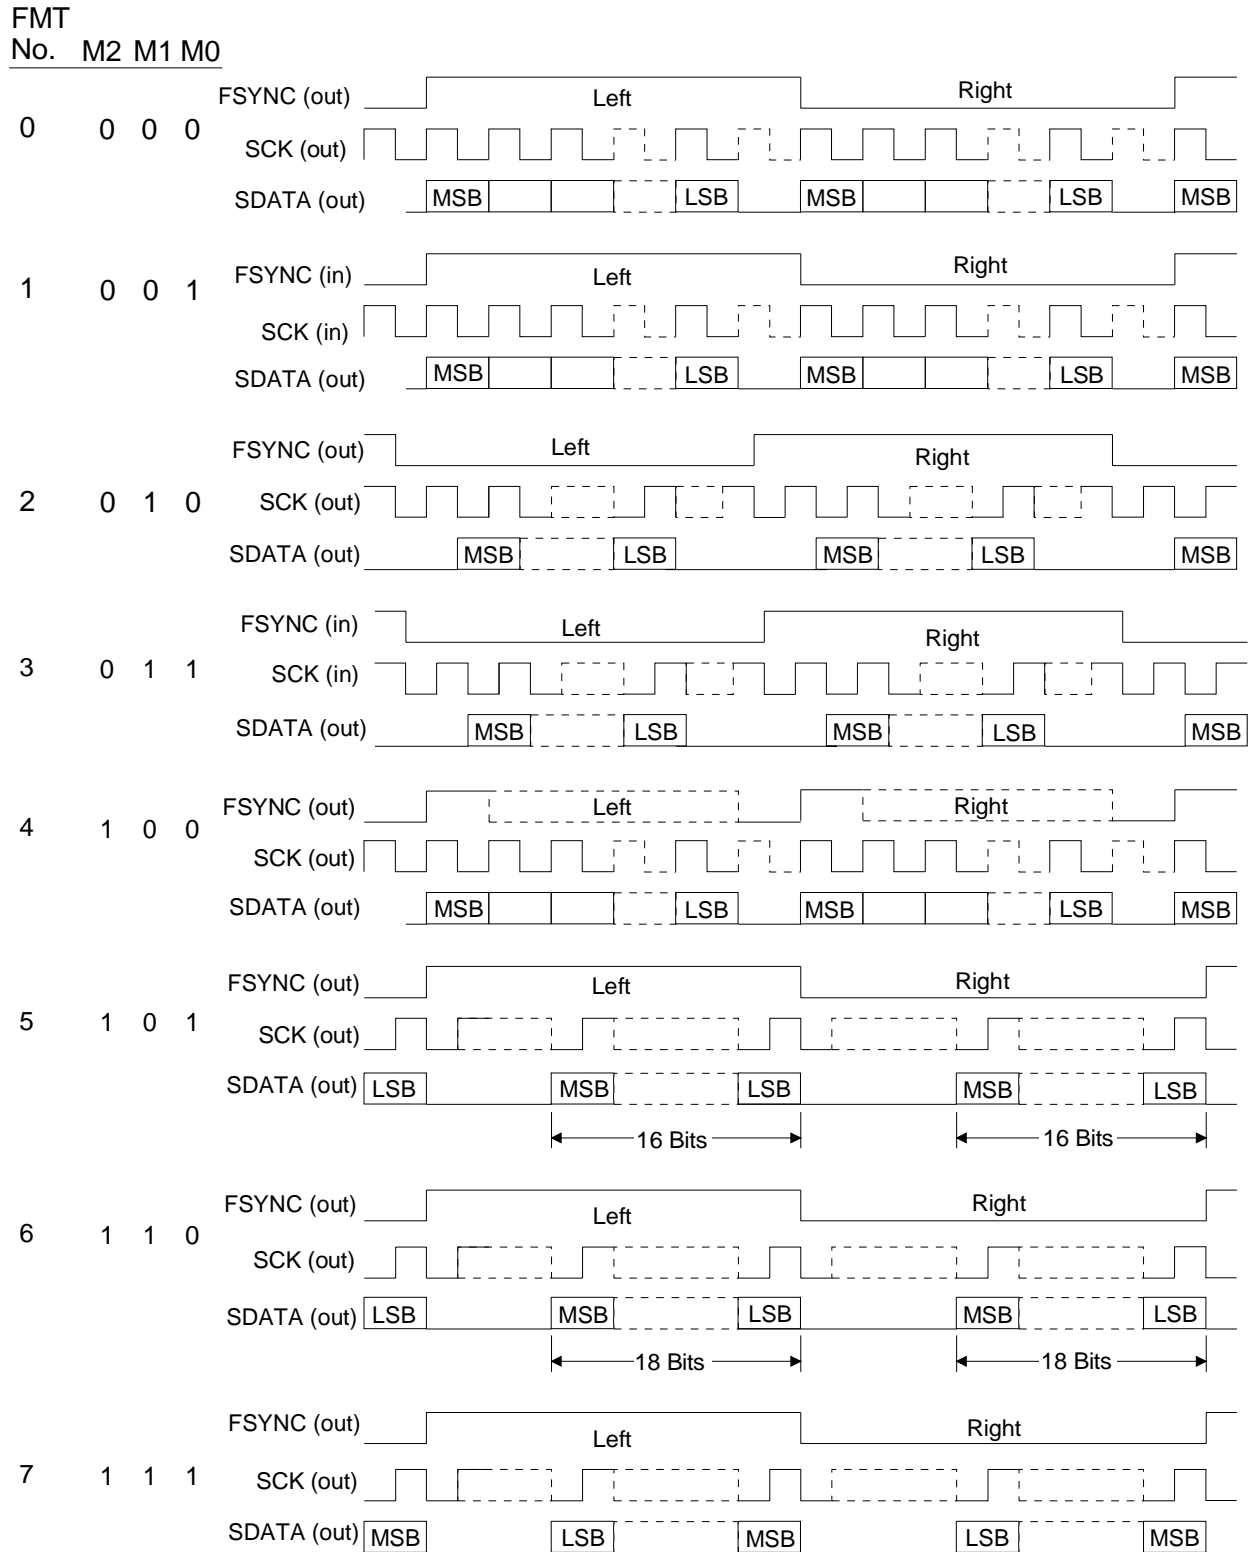 FMT
No. M2 M1 M0
FSYNC (out) Left Right
0 0 0 0
SCK (out)
SDATA (out) MSB LSB MSB LSB MSB
FSYNC (in) Left Right
1 0 0 1
SCK (in)
SDATA (out) MSB LSB MSB LSB MSB
FSYNC (out) Left Right
2 0 1 0 SCK (out)
SDATA (out) MSB LSB MSB LSB MSB
FSYNC (in) Left Right
3 0 1 1 SCK (in)
SDATA (out) MSB LSB MSB LSB MSB
FSYNC (out) Left Right
4 1 0 0
SCK (out)
SDATA (out) MSB LSB MSB LSB MSB
FSYNC (out) Left Right
5 1 0 1 SCK (out)
SDATA (out) LSB MSB LSB MSB LSB
16 Bits 16 Bits
FSYNC (out) Left Right
6 1 1 0
SCK (out)
SDATA (out) LSB MSB LSB MSB LSB
18 Bits 18 Bits
FSYNC (out) Left Right
7 1 1 1 SCK (out)
SDATA (out) MSB LSB MSB LSB MSB